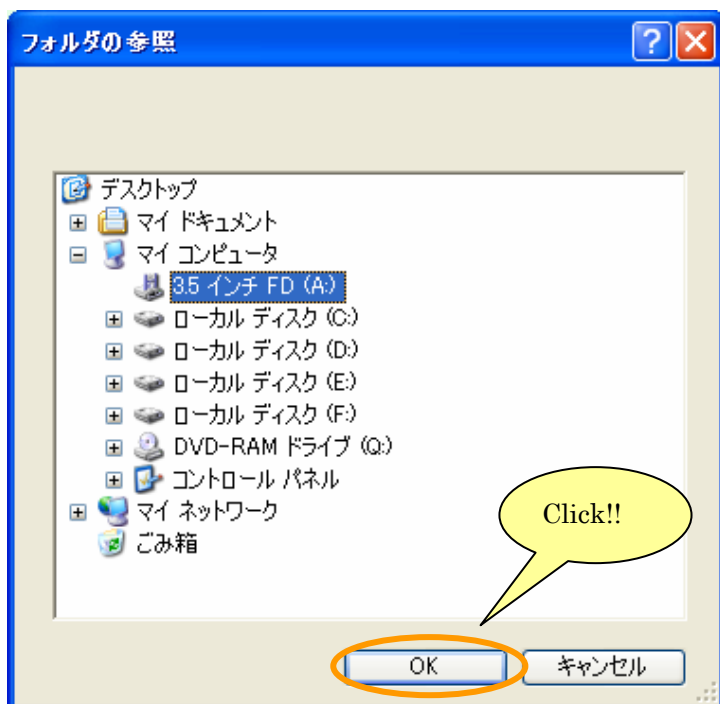 フォルダの参照
デスクトップ
マイ ドキュメント
マイ コンピュータ
3.5 インチ FD (A:)
ローカル ディスク (C:)
ローカル ディスク (D:)
ローカル ディスク (E:)
ローカル ディスク (F:)
DVD-RAM ドライブ (Q:)
コントロール パネル
マイ ネットワーク
ごみ箱
Click!!
OK
キャンセル